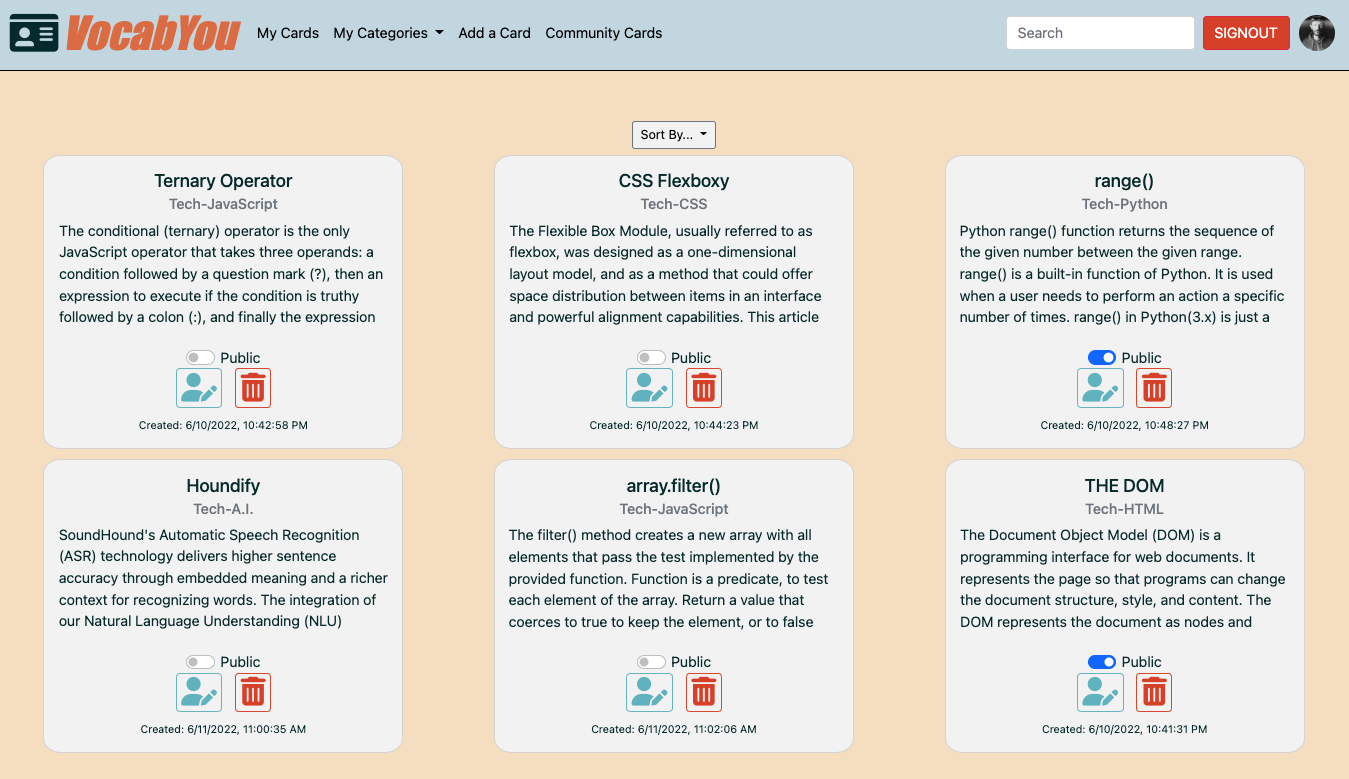 VocabYou
My Cards
My Categories
Add a Card
Community Cards
Search
SIGNOUT
Sort By...
Ternary Operator
Tech-JavaScript
The conditional (ternary) operator is the only
JavaScript operator that takes three operands: a
condition followed by a question mark (?), then an
expression to execute if the condition is truthy
followed by a colon (:), and finally the expression
Public
Created: 6/10/2022, 10:42:58 PM
CSS Flexboxy
Tech-CSS
The Flexible Box Module, usually referred to as
flexbox, was designed as a one-dimensional
layout model, and as a method that could offer
space distribution between items in an interface
and powerful alignment capabilities. This article
Public
Created: 6/10/2022, 10:44:23 PM
range()
Tech-Python
Python range() function returns the sequence of
the given number between the given range.
range() is a built-in function of Python. It is used
when a user needs to perform an action a specific
number of times. range() in Python(3.x) is just a
Public
Created: 6/10/2022, 10:48:27 PM
Houndify
Tech-A.I.
SoundHound's Automatic Speech Recognition
(ASR) technology delivers higher sentence
accuracy through embedded meaning and a richer
context for recognizing words. The integration of
our Natural Language Understanding (NLU)
Public
Created: 6/11/2022, 11:00:35 AM
array.filter()
Tech-JavaScript
The filter() method creates a new array with all
elements that pass the test implemented by the
provided function. Function is a predicate, to test
each element of the array. Return a value that
coerces to true to keep the element, or to false
Public
Created: 6/11/2022, 11:02:06 AM
THE DOM
Tech-HTML
The Document Object Model (DOM) is a
programming interface for web documents. It
represents the page so that programs can change
the document structure, style, and content. The
DOM represents the document as nodes and
Public
Created: 6/10/2022, 10:41:31 PM